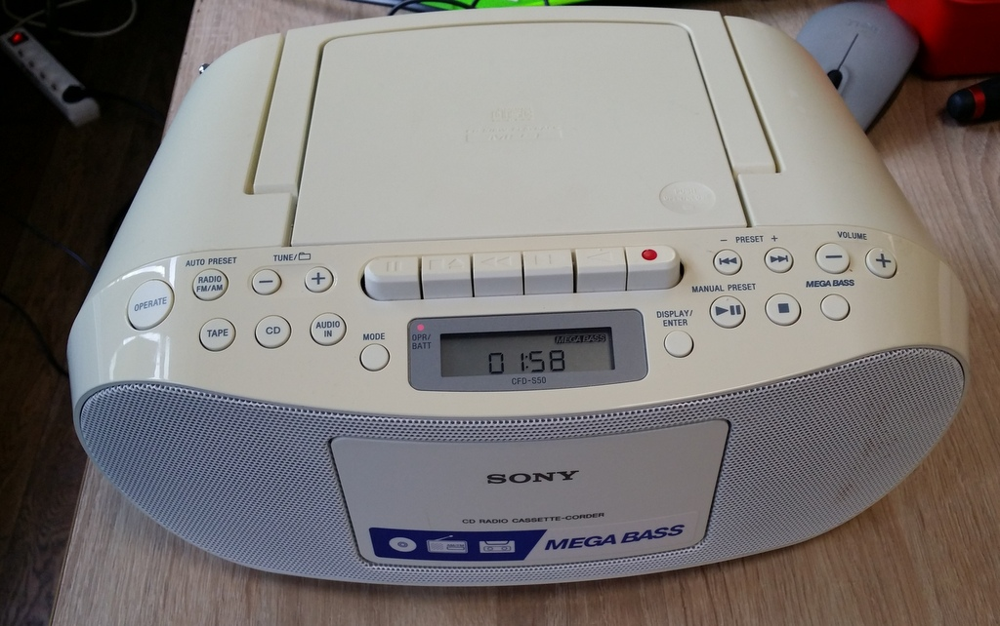 AUTO PRESET
RADIO
FM/AM
TUNE/
− +
OPERATE
TAPE
CD
AUDIO
IN
MODE
OPR/
BATT
MEGA BASS
01:58
CFD-S50
− PRESET +
VOLUME
− +
MANUAL PRESET
MEGA BASS
DISPLAY/
ENTER
SONY
CD RADIO CASSETTE-CORDER
MEGA BASS